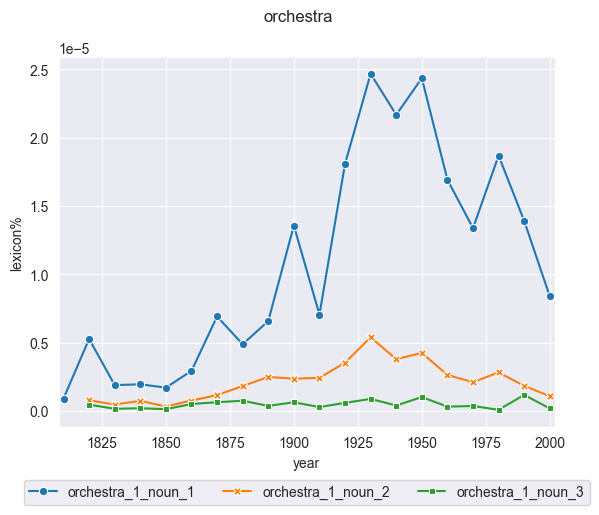 orchestra
1e−5
2.5
2.0
1.5
1.0
0.5
0.0
lexicon%
1825 1850 1875 1900 1925 1950 1975 2000
year
orchestra_1_noun_1 orchestra_1_noun_2 orchestra_1_noun_3